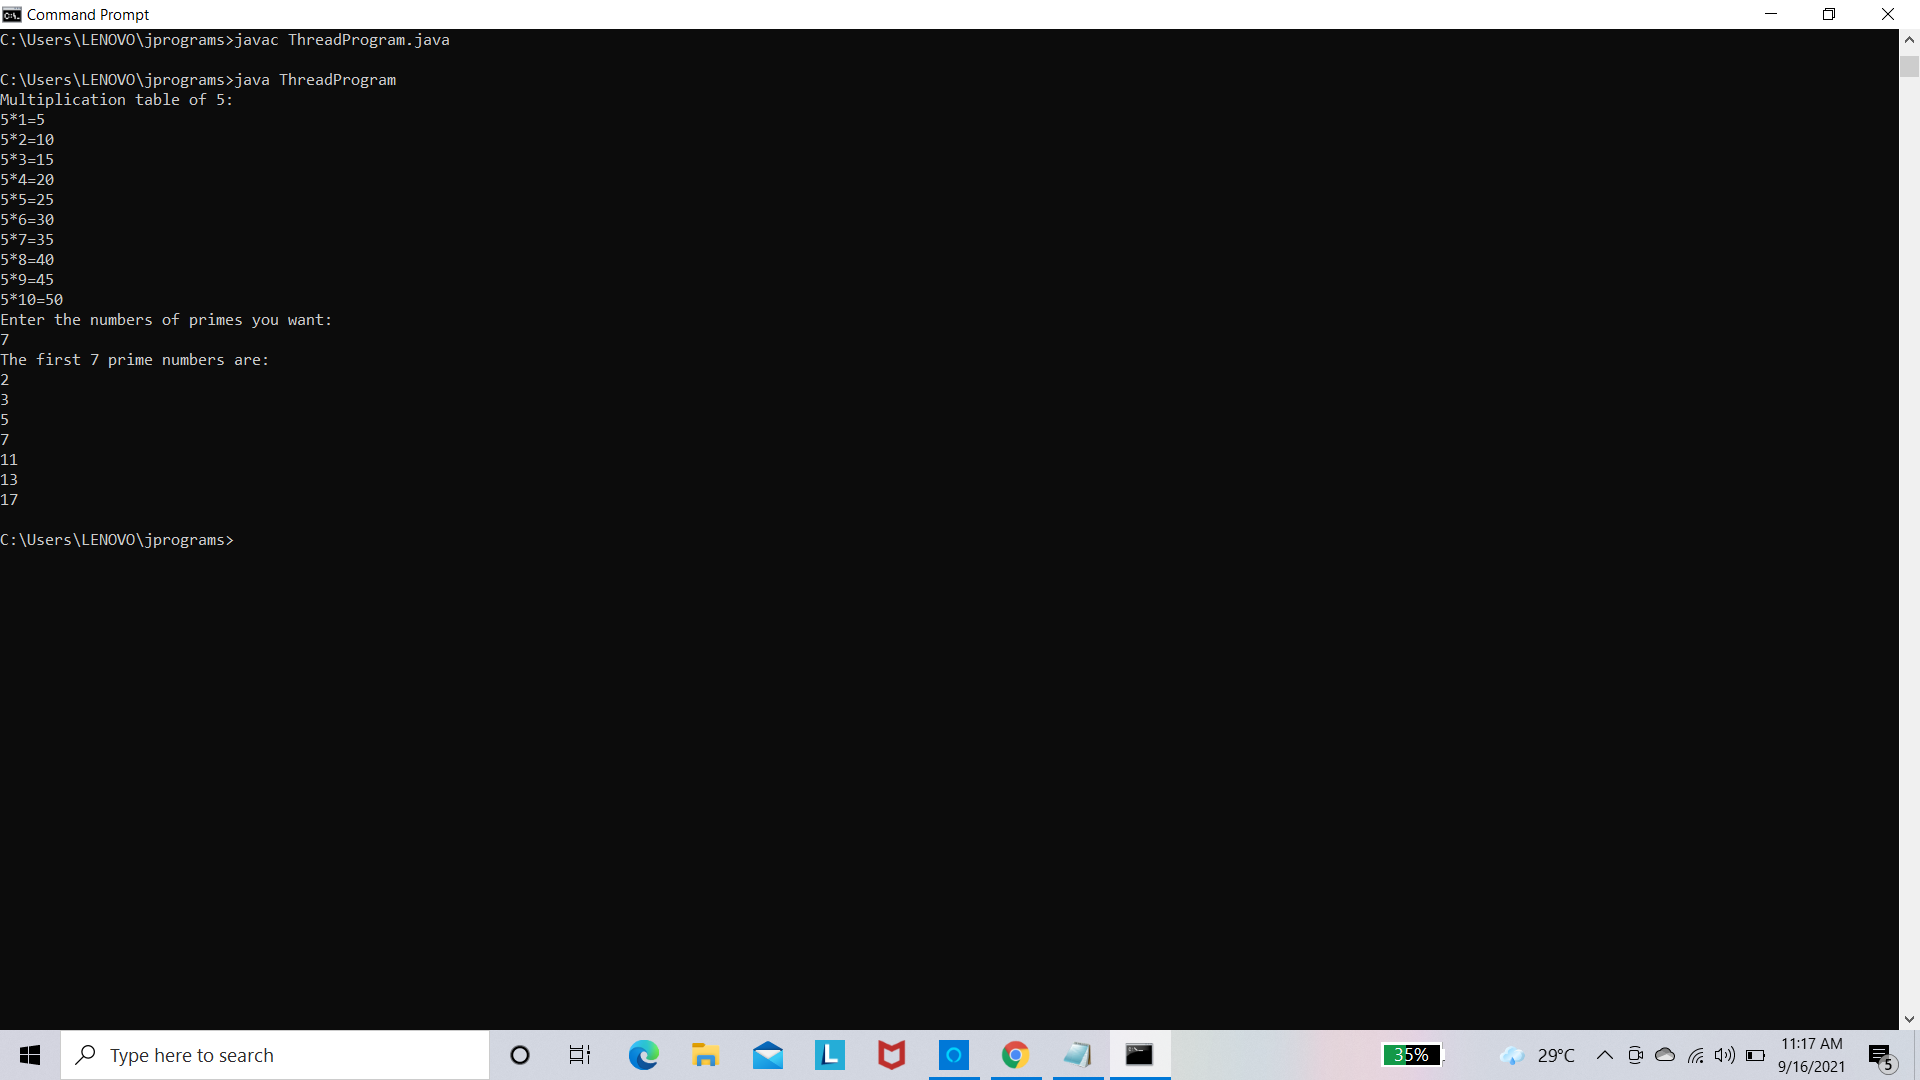 Command Prompt
C:\Users\LENOVO\jprograms>javac ThreadProgram.java
C:\Users\LENOVO\jprograms>java ThreadProgram
Multiplication table of 5:
5*1=5
5*2=10
5*3=15
5*4=20
5*5=25
5*6=30
5*7=35
5*8=40
5*9=45
5*10=50
Enter the numbers of primes you want:
7
The first 7 prime numbers are:
2
3
5
7
11
13
17
C:\Users\LENOVO\jprograms>
Type here to search
L
35%
29°C
11:17 AM
9/16/2021
5